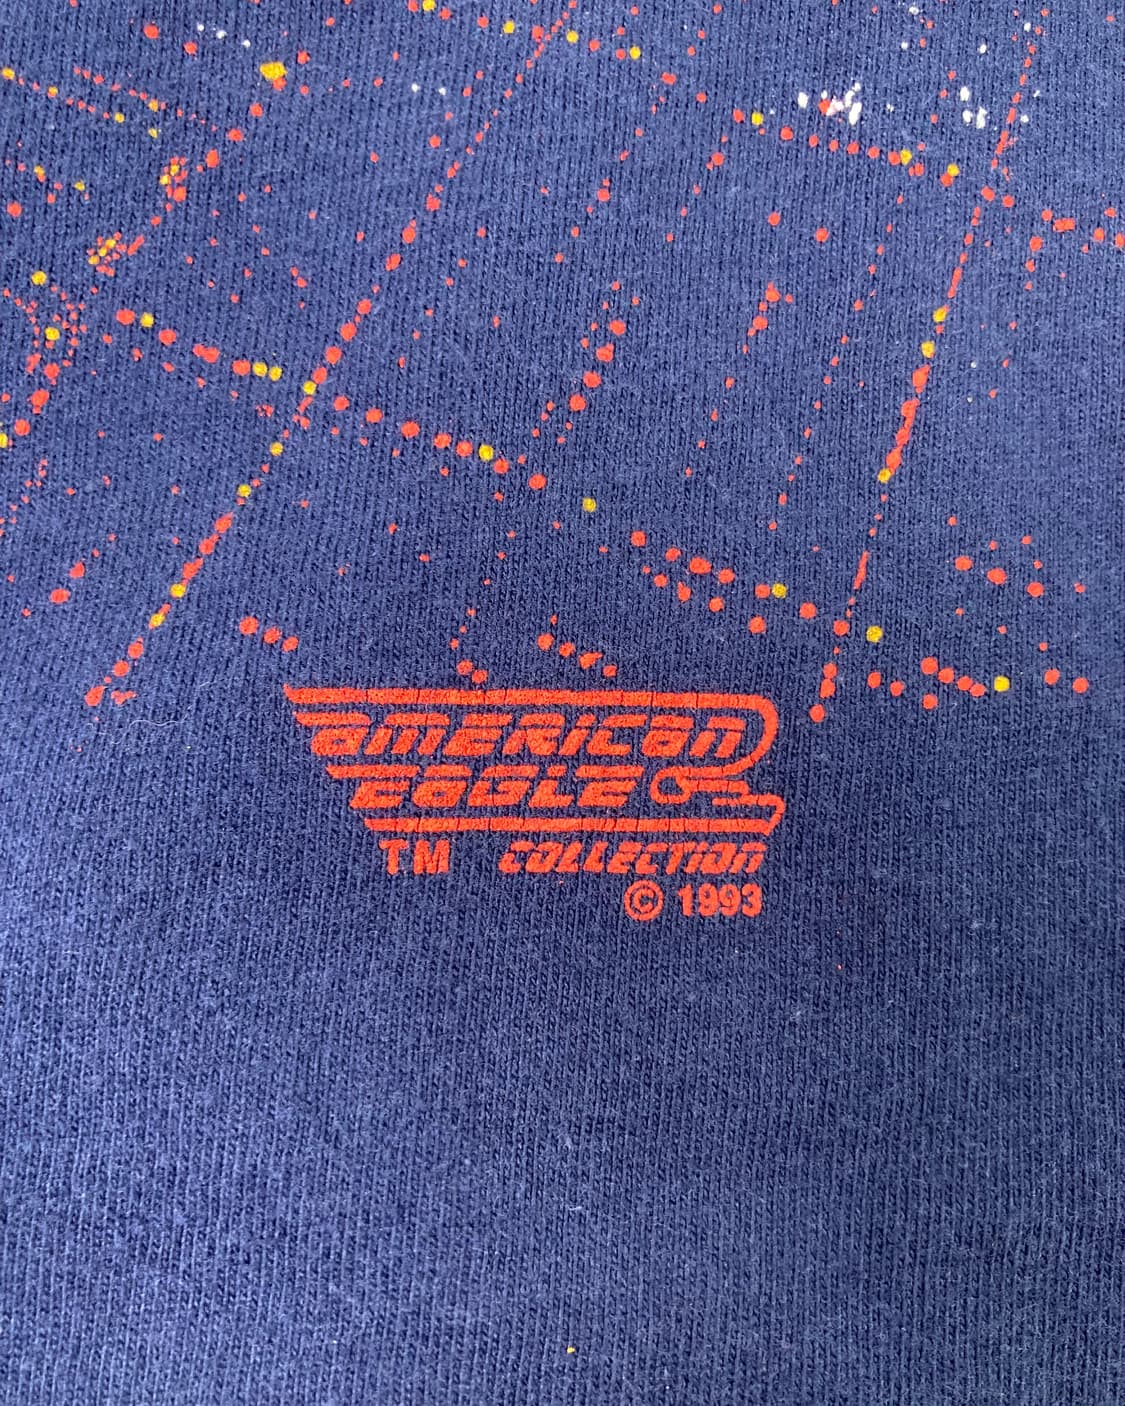 american
EaGLE
TM COLLECTION
© 1993